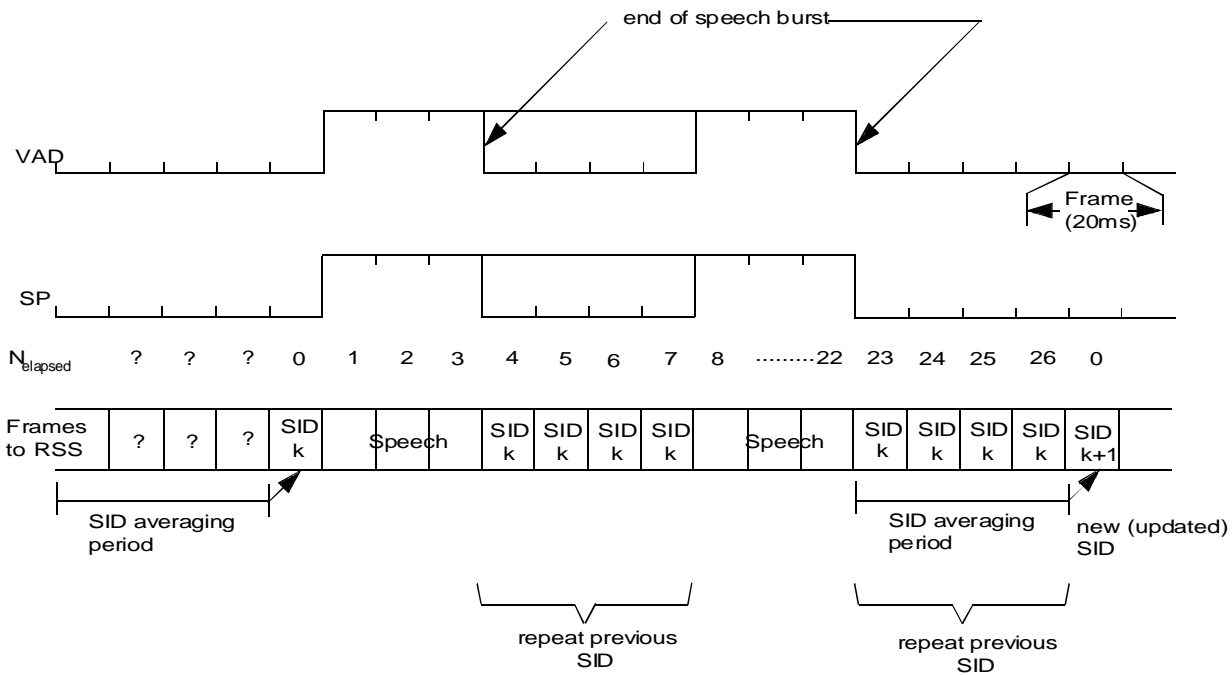 end of speech burst
VAD
Frame
(20ms)
SP
N elapsed ? ? ? 0 1 2 3 4 5 6 7 8 ......... 22 23 24 25 26 0
Frames
to RSS
? ? ? SID
k
Speech
SID
k
SID
k
SID
k
SID
k
Speech
SID
k
SID
k
SID
k
SID
k
SID
k+1
SID averaging
period
SID averaging
period
new (updated)
SID
repeat previous
SID
repeat previous
SID